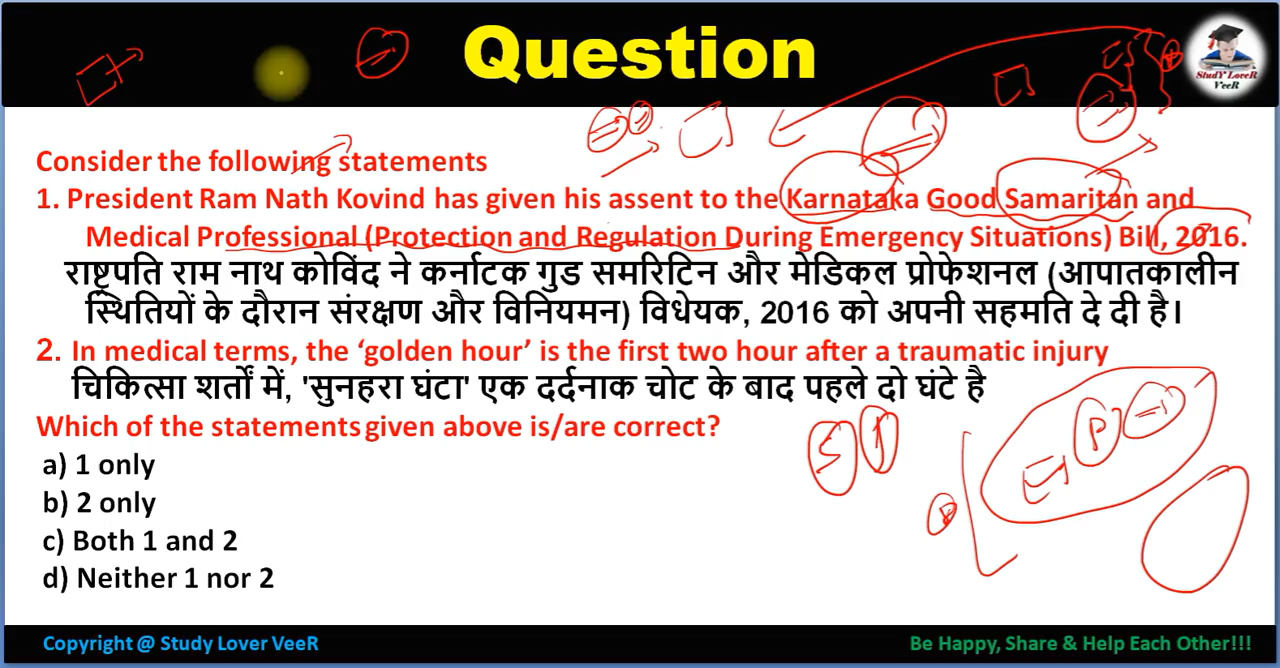 Question
StudY LoveR
VeeR
Consider the following statements
1. President Ram Nath Kovind has given his assent to the Karnataka Good Samaritan and
Medical Professional (Protection and Regulation During Emergency Situations) Bill, 2016.
राष्ट्रपति राम नाथ कोविंद ने कर्नाटक गुड समरिटिन और मेडिकल प्रोफेशनल (आपातकालीन
स्थितियों के दौरान संरक्षण और विनियमन) विधेयक, 2016 को अपनी सहमति दे दी है।
2. In medical terms, the ‘golden hour’ is the first two hour after a traumatic injury
चिकित्सा शर्तों में, 'सुनहरा घंटा' एक दर्दनाक चोट के बाद पहले दो घंटे है
Which of the statements given above is/are correct?
a) 1 only
b) 2 only
c) Both 1 and 2
d) Neither 1 nor 2
Copyright @ Study Lover VeeR
Be Happy, Share & Help Each Other!!!